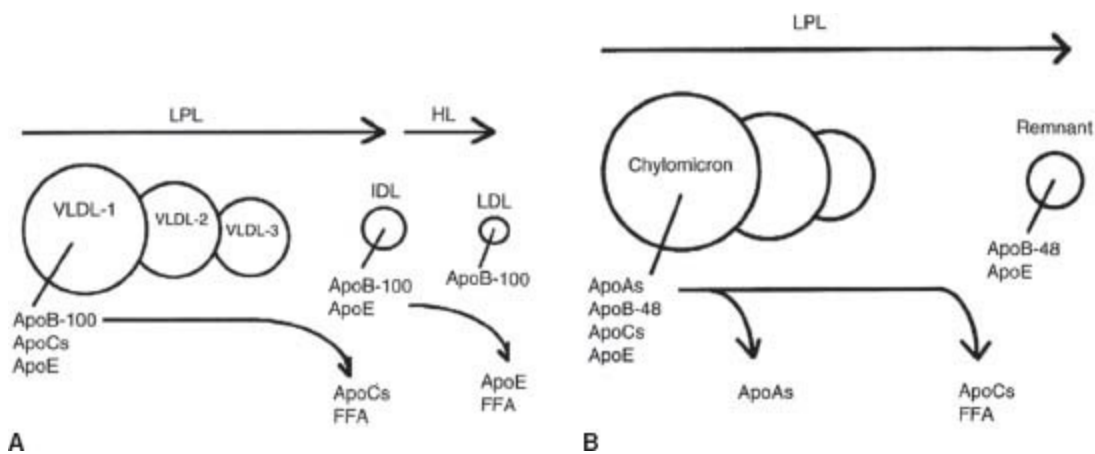 LPL
HL
VLDL-1
VLDL-2
VLDL-3
IDL
LDL
ApoB-100
ApoCs
ApoE
ApoB-100
ApoE
ApoB-100
ApoCs
FFA
ApoE
FFA
A
LPL
Chylomicron
Remnant
ApoAs
ApoB-48
ApoCs
ApoE
ApoB-48
ApoE
ApoAs
ApoCs
FFA
B